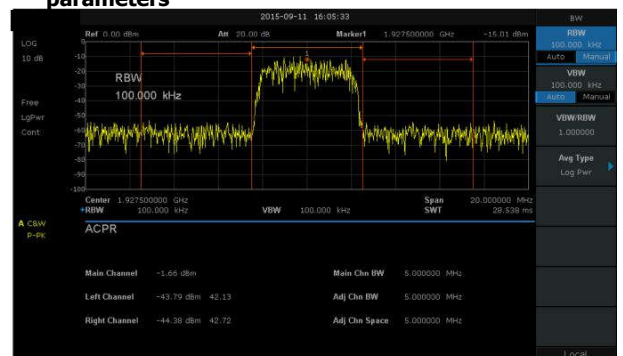 parameters
2015-09-11 16:05:33
BW
LOG
10 dB
Free
LgPwr
Cont
A C&W
P-PK
Ref 0.00 dBm Att 20.00 dB Marker1 1.927500000 GHz -15.01 dBm
0
-10
-20
-30
-40
-50
-60
-70
-80
-90
-100
1
RBW
100.000 kHz
Center 1.927500000 GHz Span 20.000000 MHz
+RBW 100.000 kHz VBW 100.000 kHz SWT 28.538 ms
ACPR
Main Channel -1.66 dBm Main Chn BW 5.000000 MHz
Left Channel -43.79 dBm 42.13 Adj Chn BW 5.000000 MHz
Right Channel -44.38 dBm 42.72 Adj Chn Space 5.000000 MHz
RBW
100.000 kHz
Auto Manual
VBW
100.000 kHz
Auto Manual
VBW/RBW
1.000000
Avg Type
Log Pwr
Local